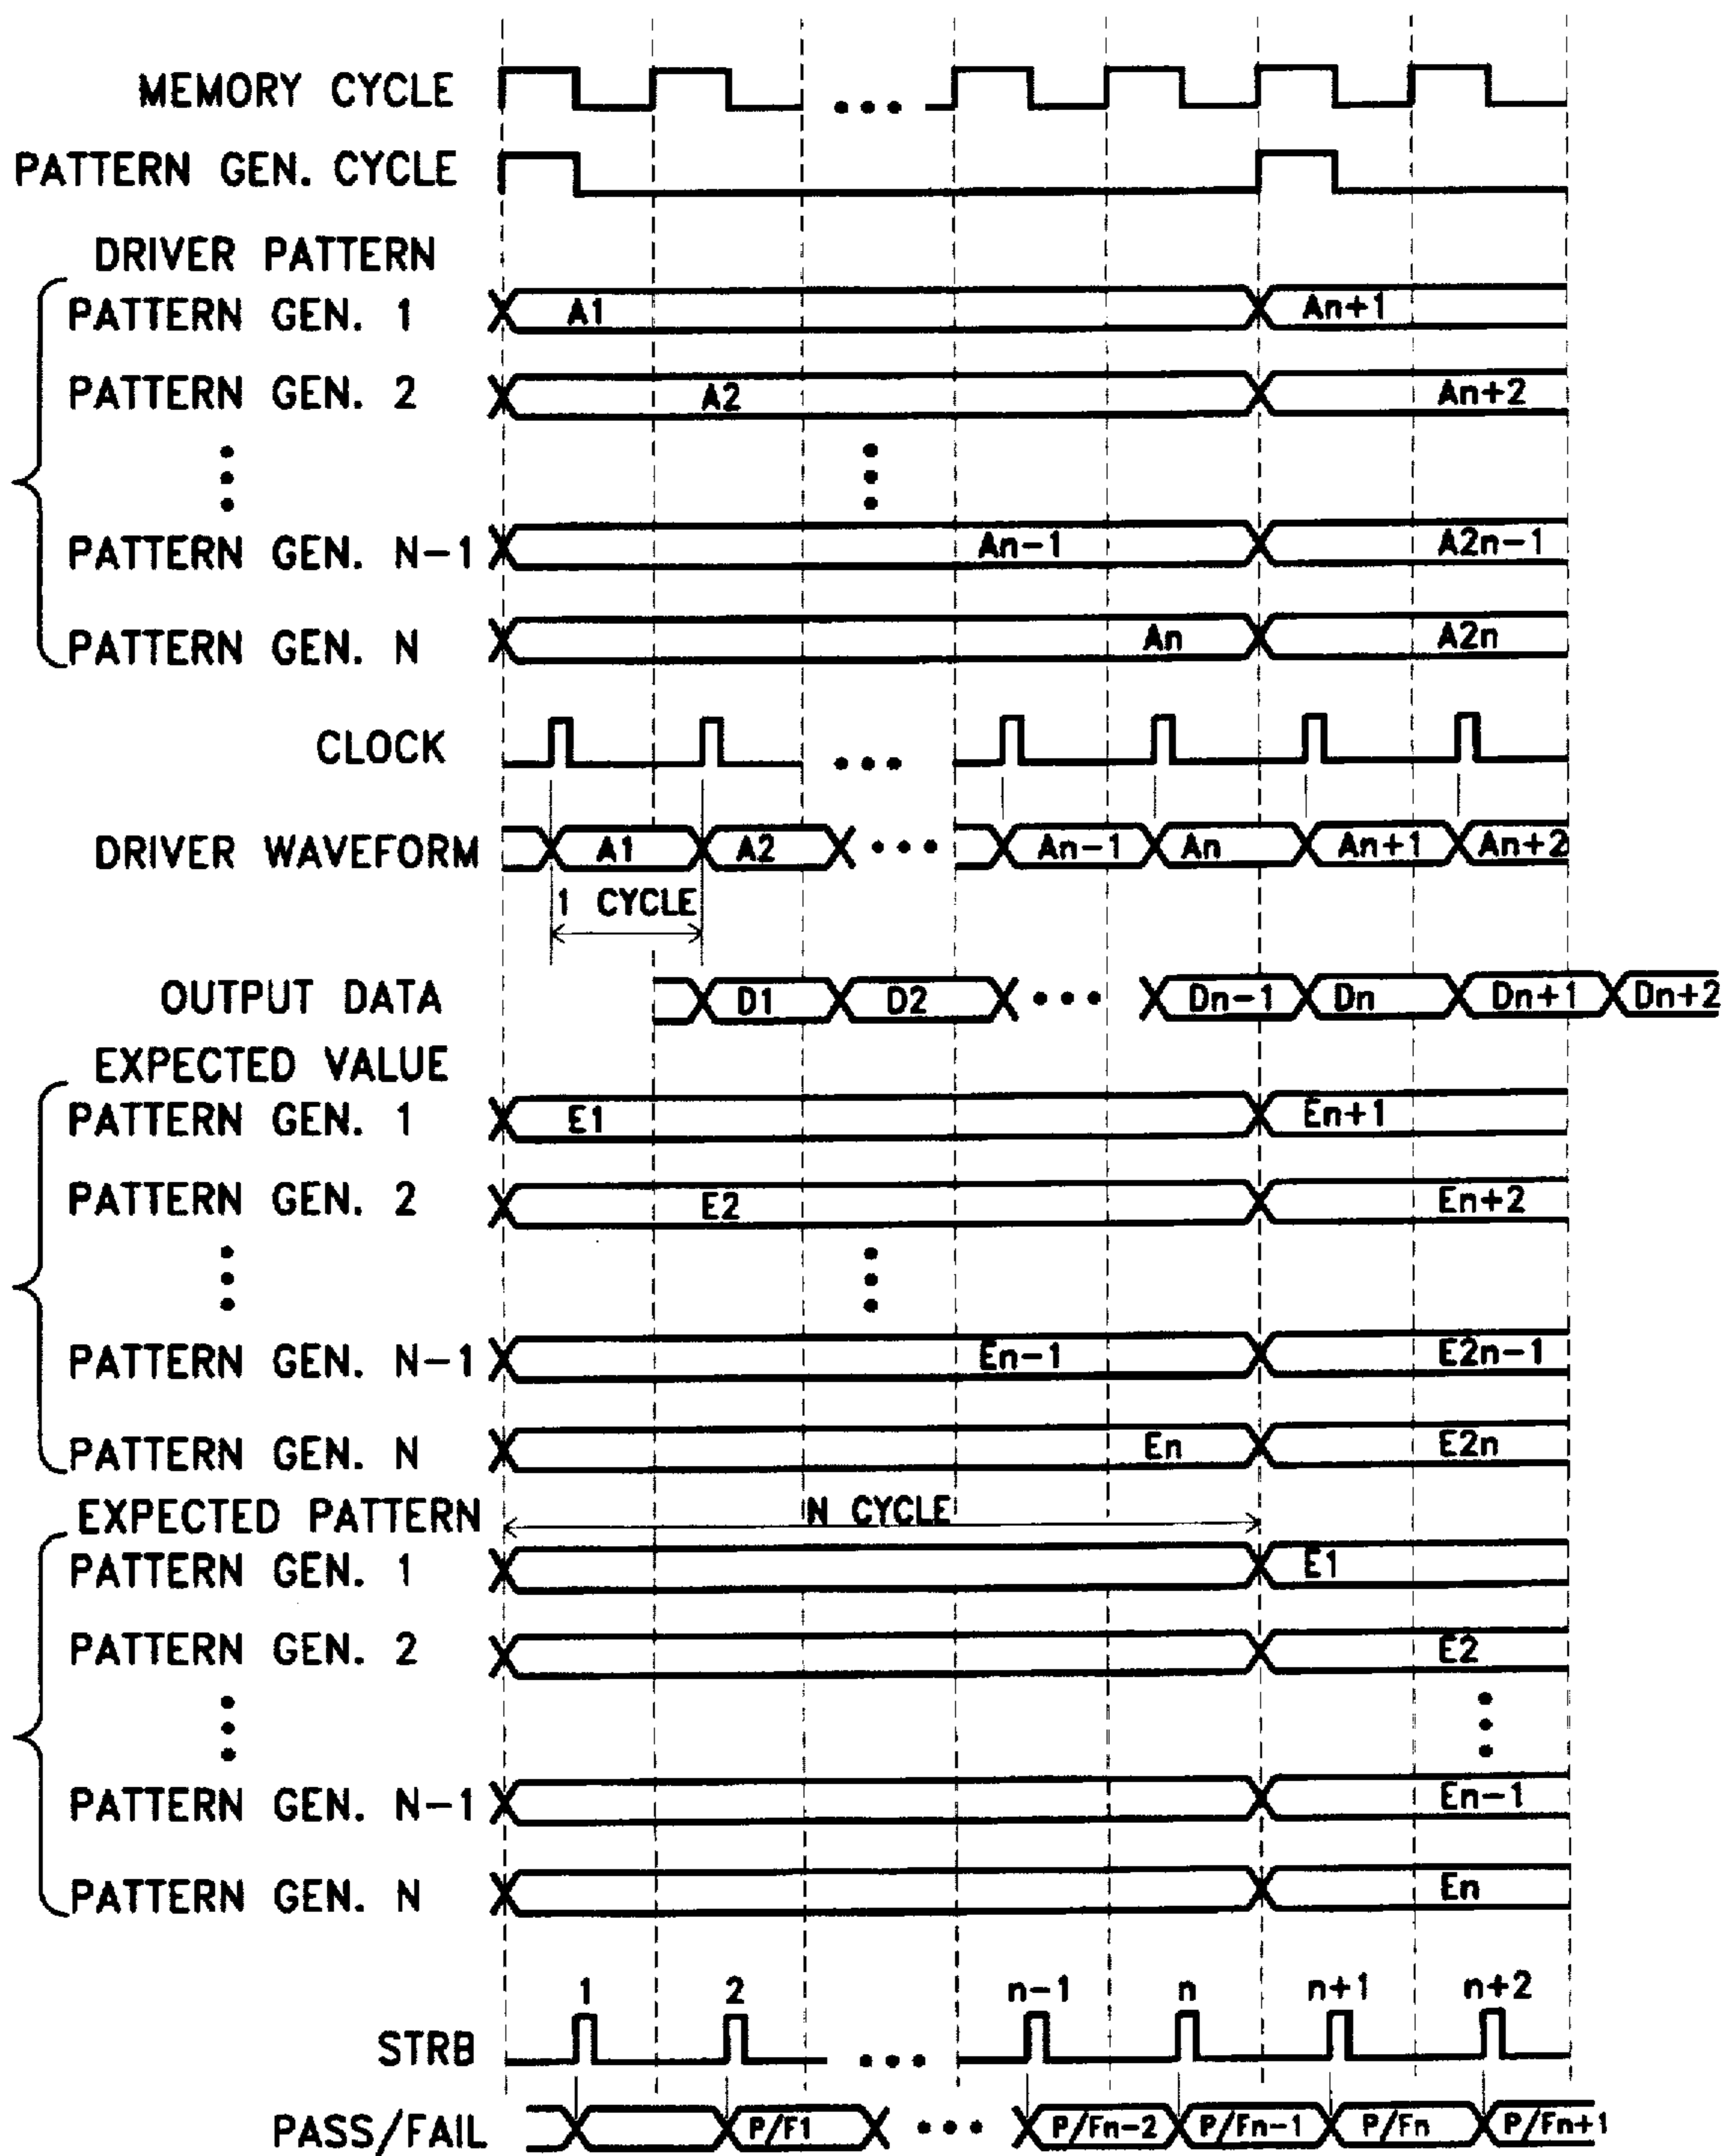 MEMORY CYCLE
PATTERN GEN. CYCLE
DRIVER PATTERN
PATTERN GEN. 1 A1 An+1
PATTERN GEN. 2 A2 An+2
PATTERN GEN. N-1 An-1 A2n-1
PATTERN GEN. N An A2n
CLOCK
DRIVER WAVEFORM A1 A2 An-1 An An+1 An+2
1 CYCLE
OUTPUT DATA D1 D2 Dn-1 Dn Dn+1 Dn+2
EXPECTED VALUE
PATTERN GEN. 1 E1 En+1
PATTERN GEN. 2 E2 En+2
PATTERN GEN. N-1 En-1 E2n-1
PATTERN GEN. N En E2n
EXPECTED PATTERN N CYCLE
PATTERN GEN. 1 E1
PATTERN GEN. 2 E2
PATTERN GEN. N-1 En-1
PATTERN GEN. N En
1 2 n-1 n n+1 n+2
STRB
PASS/FAIL P/F1 P/Fn-2 P/Fn-1 P/Fn P/Fn+1